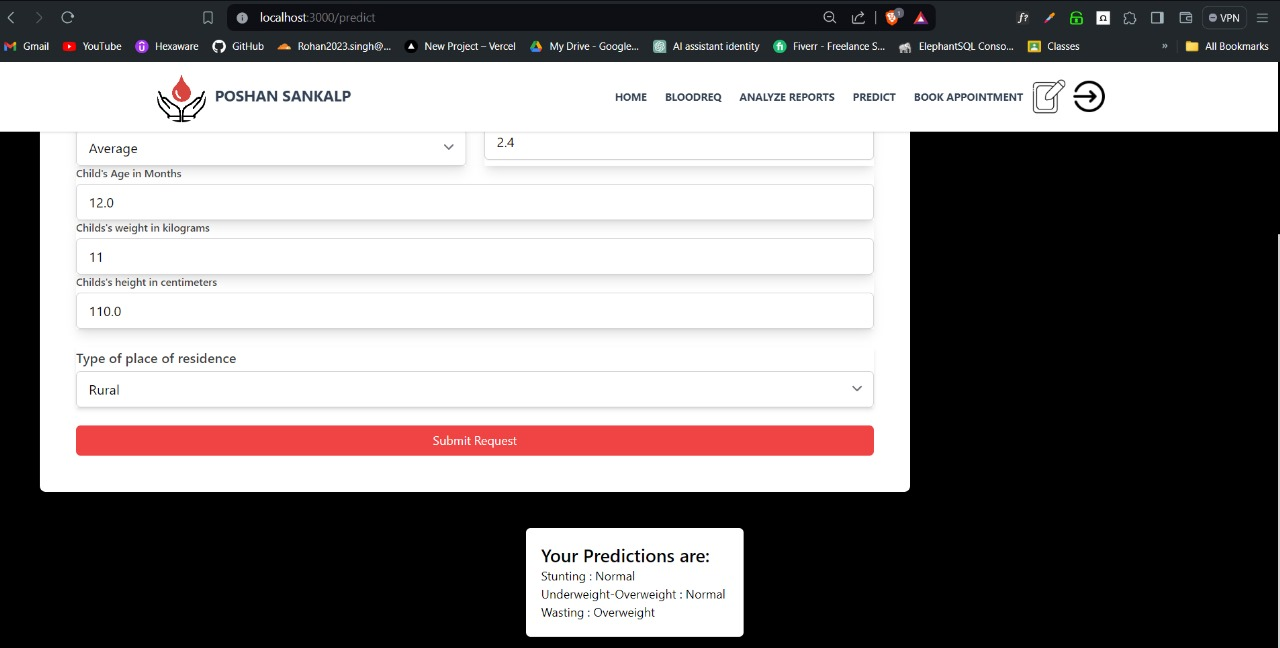 localhost:3000/predict
VPN
Gmail YouTube Hexaware GitHub Rohan2023.singh@... New Project – Vercel My Drive - Google... AI assistant identity Fiverr - Freelance S... ElephantSQL Conso... Classes » All Bookmarks
POSHAN SANKALP
HOME BLOODREQ ANALYZE REPORTS PREDICT BOOK APPOINTMENT
Average 2.4
Child's Age in Months
12.0
Childs's weight in kilograms
11
Childs's height in centimeters
110.0
Type of place of residence
Rural
Submit Request
Your Predictions are:
Stunting : Normal
Underweight-Overweight : Normal
Wasting : Overweight